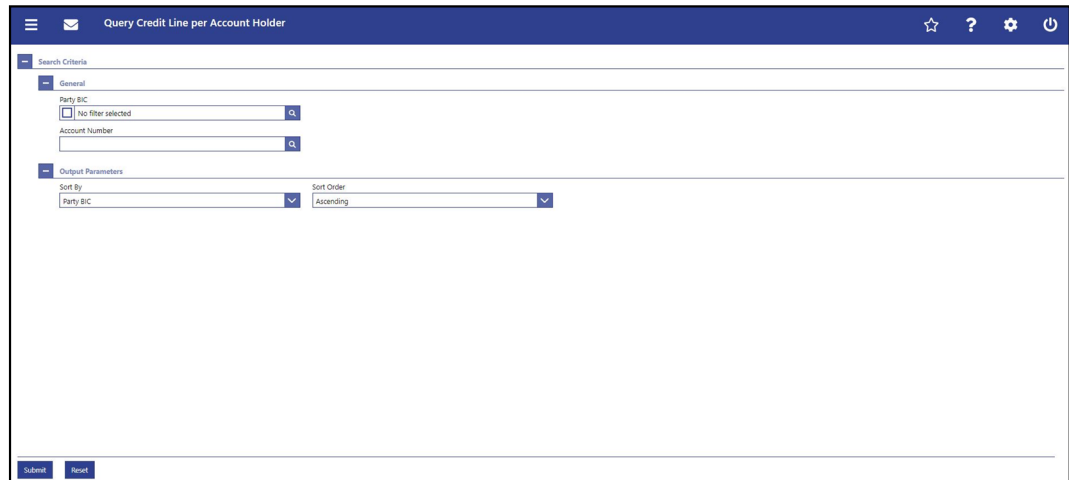 Query Credit Line per Account Holder
Search Criteria
General
Party BIC
No filter selected
Account Number
Output Parameters
Sort By Sort Order
Party BIC Ascending
Submit Reset